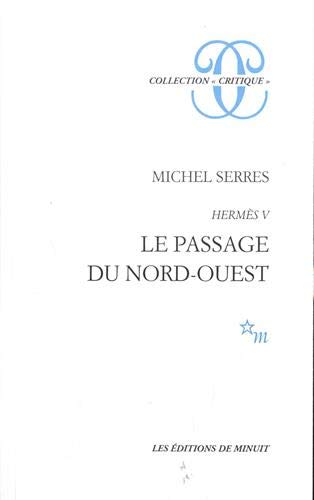 COLLECTION « CRITIQUE »
MICHEL SERRES
HERMÈS V
LE PASSAGE
DU NORD-OUEST
m
LES ÉDITIONS DE MINUIT